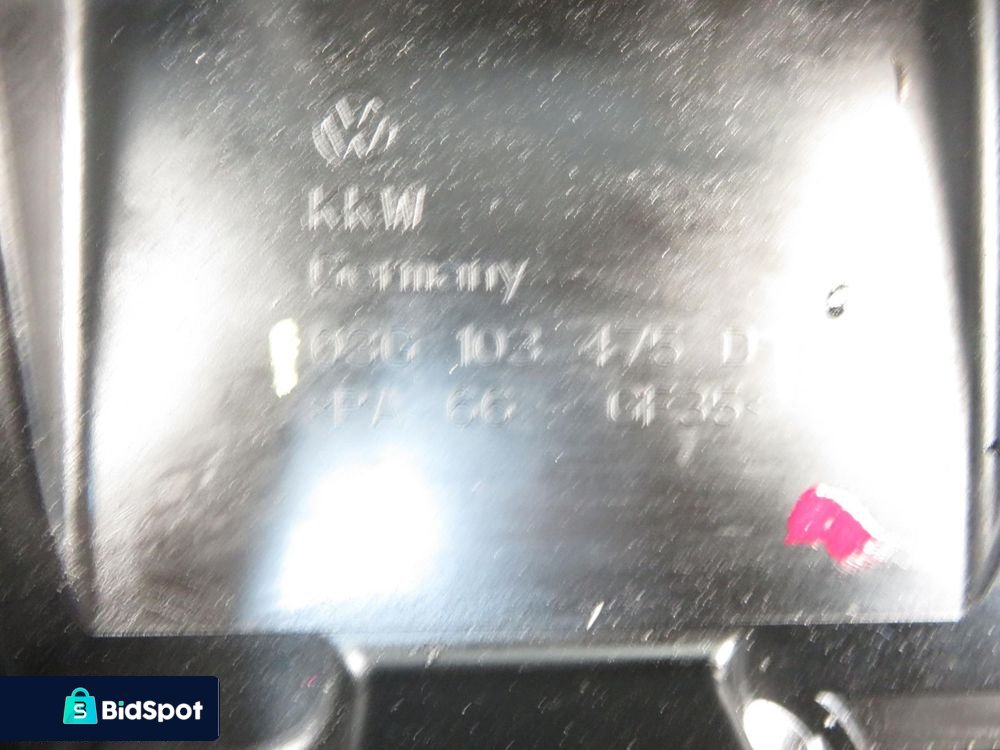 kkW
Germany
03G 103 475 D
>PA 66 GF35<
BidSpot